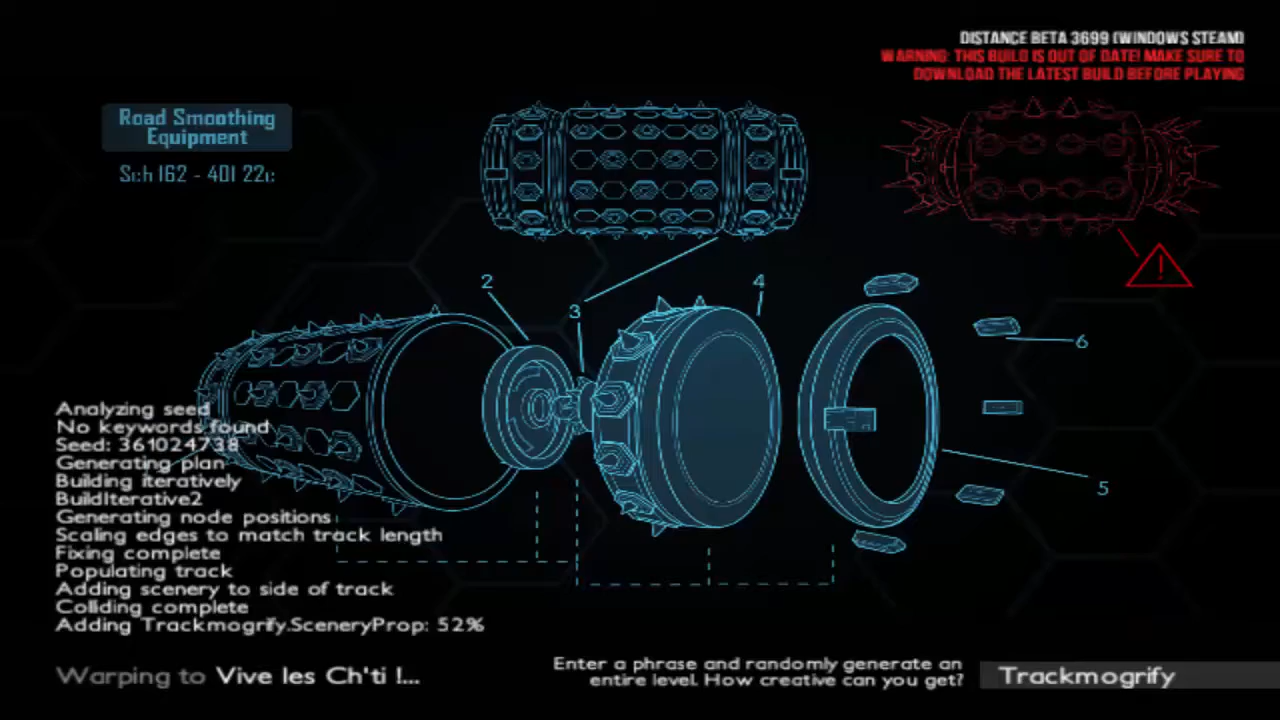 DISTANCE BETA 3699 (WINDOWS STEAM)
WARNING: THIS BUILD IS OUT OF DATE! MAKE SURE TO
DOWNLOAD THE LATEST BUILD BEFORE PLAYING
Road Smoothing
Equipment
Sch 162 - 401 22c
2
3
4
6
5
Analyzing seed
No keywords found
Seed: 361024738
Generating plan
Building iteratively
BuildIterative2
Generating node positions
Scaling edges to match track length
Fixing complete
Populating track
Adding scenery to side of track
Colliding complete
Adding Trackmogrify.SceneryProp: 52%
Warping to Vive les Ch'ti !...
Enter a phrase and randomly generate an
entire level. How creative can you get?
Trackmogrify